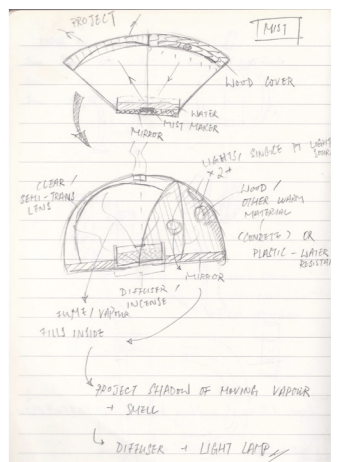 PROJECT
MIST
WOOD COVER
WATER
MIST MAKER
MIRROR
LIGHTS/ SINGLE PT LIGHT
× 2+
CLEAR/
SEMI-TRANS
LENS
WOOD /
OTHER WARM
MATERIAL
(CONCRETE) OR
PLASTIC - WATER
MIRROR
DIFFUSER /
INCENSE
FUME/ VAPOUR
FILLS INSIDE
PROJECT SHADOW OF MOVING VAPOUR
+ SMELL
DIFFUSER + LIGHT LAMP